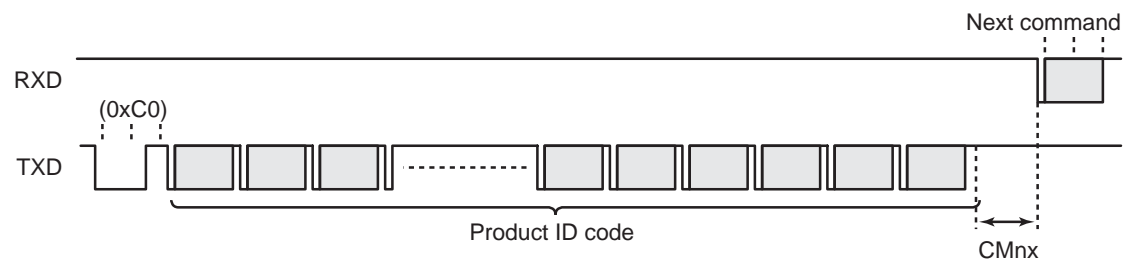 Next command
RXD
(0xC0)
TXD
Product ID code
CMnx